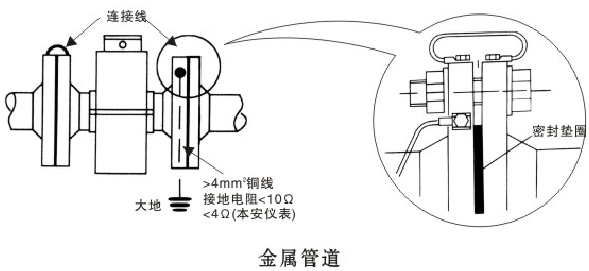 连接线
密封垫圈
>4mm²铜线
接地电阻<10Ω
<4Ω(本安仪表)
大地
金属管道